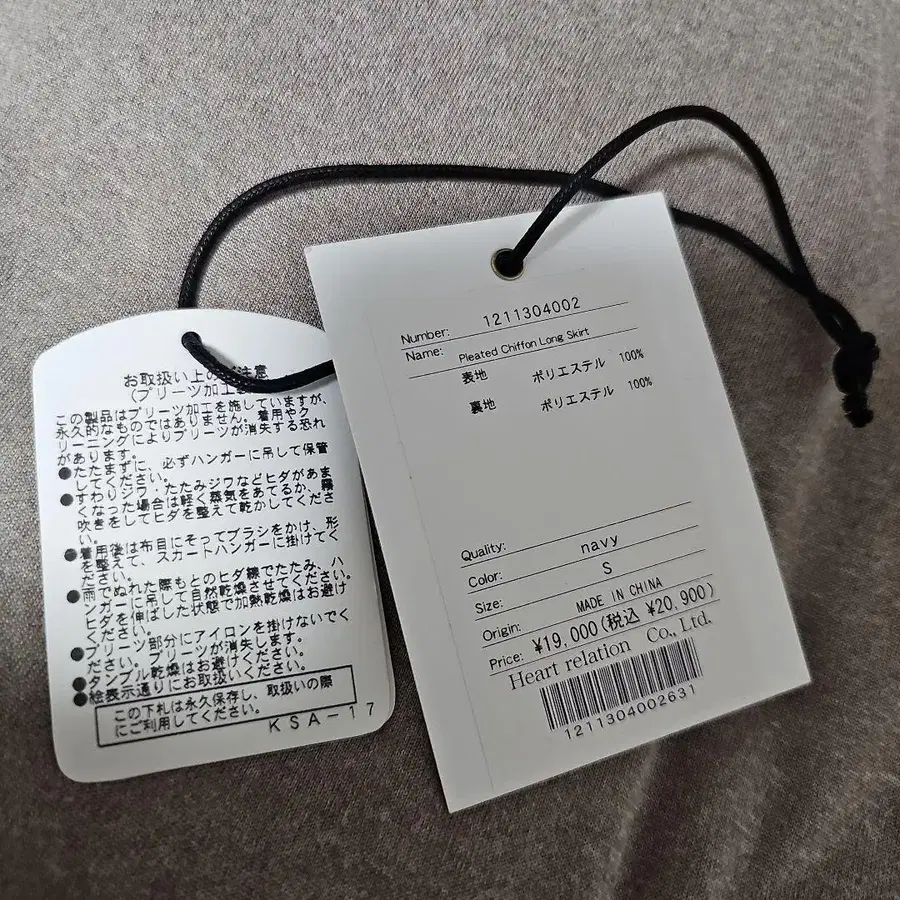 お取扱い上の注意
(プリーツ加工
この製品はプリーツ加工を施していますが、
永久的なものではありません。着用やク
リーニングによりプリーツが消失する恐れ
があります。
●たたまずに、必ずハンガーに吊して保管
してください。
●すわりジワ・たたみジワなどヒダがあま
くなった場合は軽く蒸気をあてるか、霧
吹きをしてヒダを整えて乾かしてくださ
い。
●着用後は布目にそってブラシをかけ、形
を整えて、スカートハンガーに掛けてく
ださい。
●雨でぬれた際もとのヒダ線でたたみ、ハ
ンガーに吊して自然乾燥させてください。
ヒダを伸ばした状態で加熱乾燥はお避け
ください。
●プリーツ部分にアイロンを掛けないでく
ださい。プリーツが消失します。
●タンブル乾燥はお避けください。
●絵表示通りにお取扱いください。
この下札は永久保存し、取扱いの際
にご利用してください。
KSA-17
Number: 1211304002
Name: Pleated Chiffon Long Skirt
表地 ポリエステル 100%
裏地 ポリエステル 100%
Quality:
Color: navy
Size: S
Origin: MADE IN CHINA
Price: ¥19,000(税込 ¥20,900)
Heart relation Co., Ltd.
1211304002631